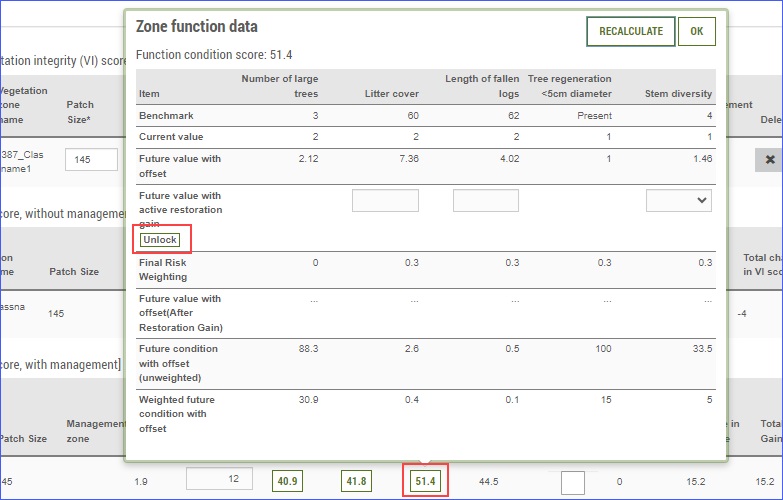 Zone function data
RECALCULATE
OK
Function condition score: 51.4
Item
Number of large trees
Litter cover
Length of fallen logs
Tree regeneration <5cm diameter
Stem diversity
Benchmark 3 60 62 Present 4
Current value 2 2 2 1 1
Future value with offset 2.12 7.36 4.02 1 1.46
Future value with active restoration gain
Unlock
Final Risk Weighting 0 0.3 0.3 0.3 0.3
Future value with offset(After Restoration Gain) ... ... ... ... ...
Future condition with offset (unweighted) 88.3 2.6 0.5 100 33.5
Weighted future condition with offset 30.9 0.4 0.1 15 5
tation integrity (VI) score
Vegetation zone name
Patch Size*
ement
Dele
387_Clas name1
145
core, without manageme
on me
Patch Size
Total cha in VI sco
assna
145
-4
core, with management]
Patch Size
Management zone
in e
Tota Gain
45 1.9 12 40.9 41.8 51.4 44.5 0 15.2 15.2